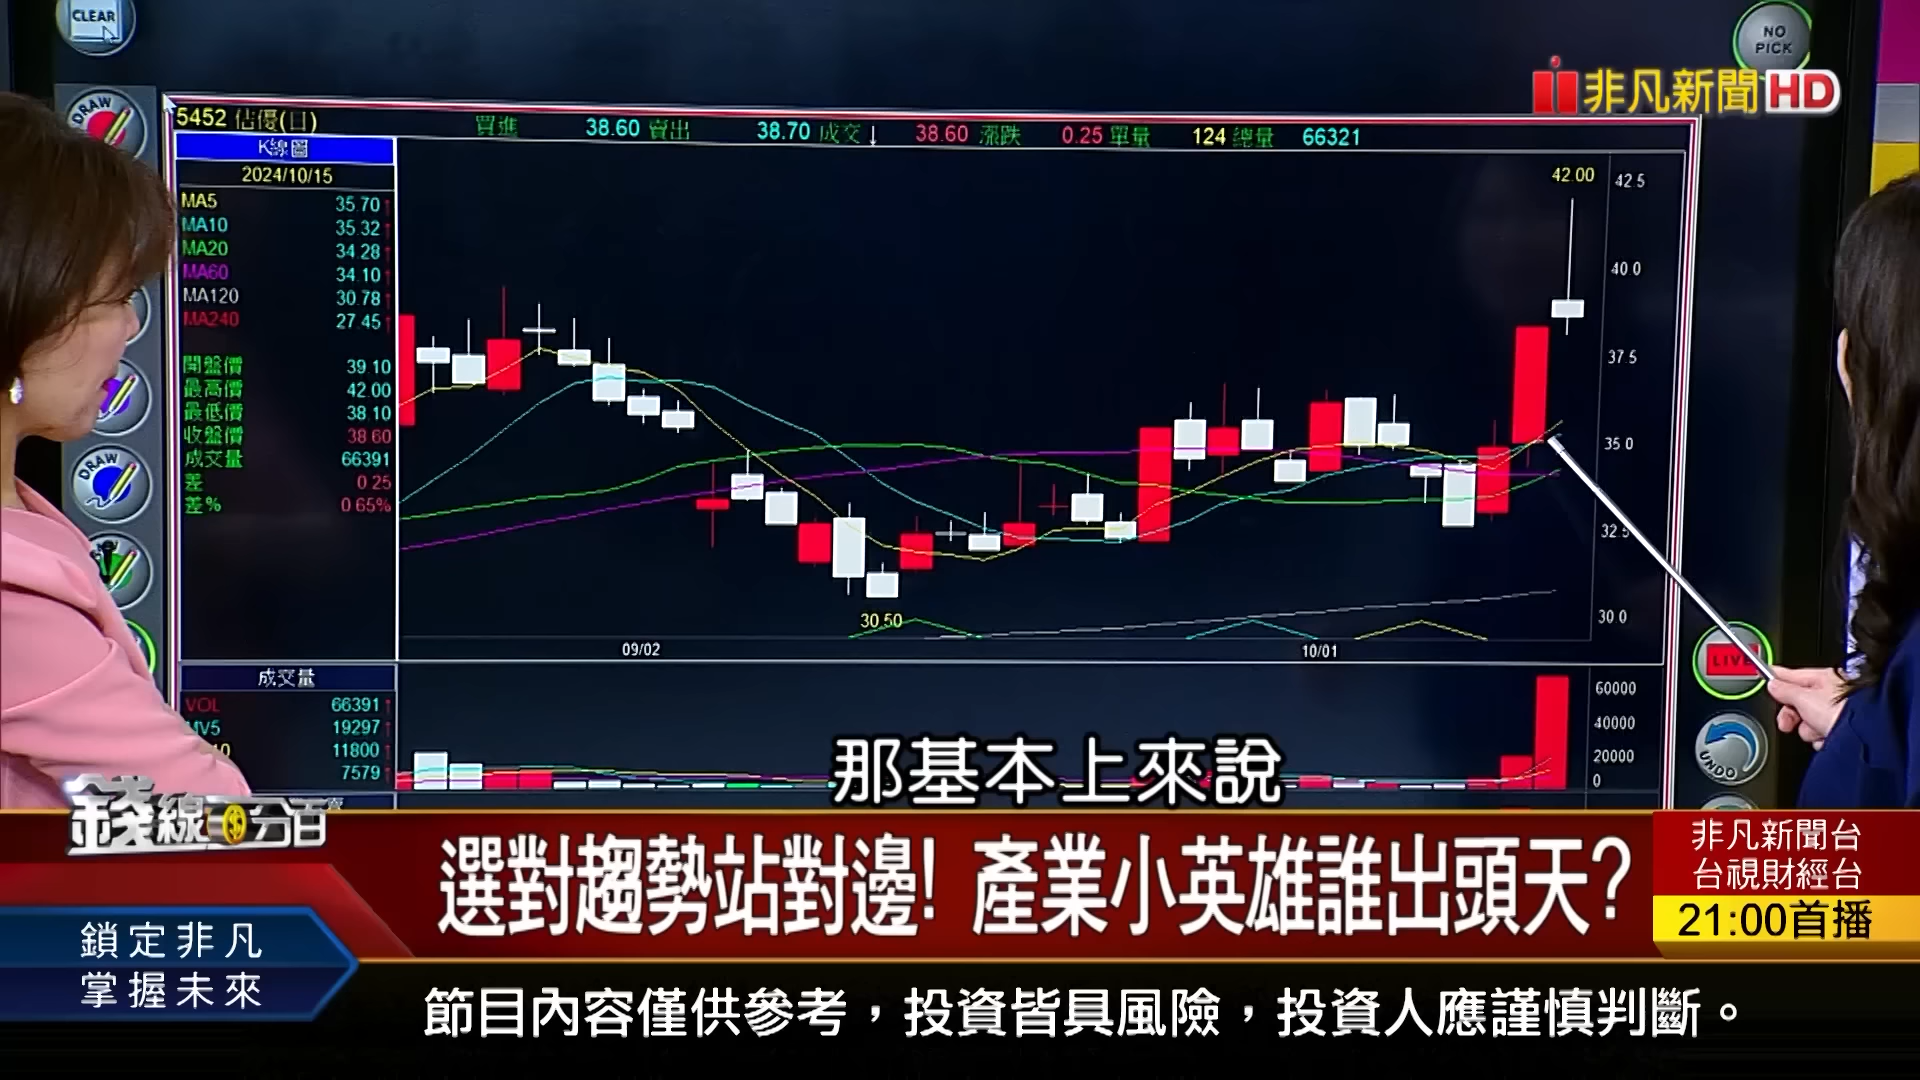 CLEAR
NO
PICK
DRAW
非凡新聞HD
5452 佶優(日)
買進 38.60 賣出 38.70 成交↓ 38.60 漲跌 0.25 單量 124 總量 66321
K線圖
2024/10/15
MA5 35.70↑
MA10 35.32↑
MA20 34.28↑
MA60 34.10↑
MA120 30.78↑
MA240 27.45↑
開盤價 39.10
最高價 42.00
最低價 38.10
收盤價 38.60
成交量 66391
差 0.25
差% 0.65%
42.00
42.5
40.0
37.5
35.0
32.5
30.0
30.50
09/02
10/01
DRAW
成交量
VOL 66391↑
MV5 19297↑
10 11800↑
7579↑
60000
40000
20000
0
LIVE
UNDO
那基本上來說
錢線百分百
選對趨勢站對邊! 產業小英雄誰出頭天?
非凡新聞台
台視財經台
21:00首播
鎖定非凡
掌握未來
節目內容僅供參考，投資皆具風險，投資人應謹慎判斷。